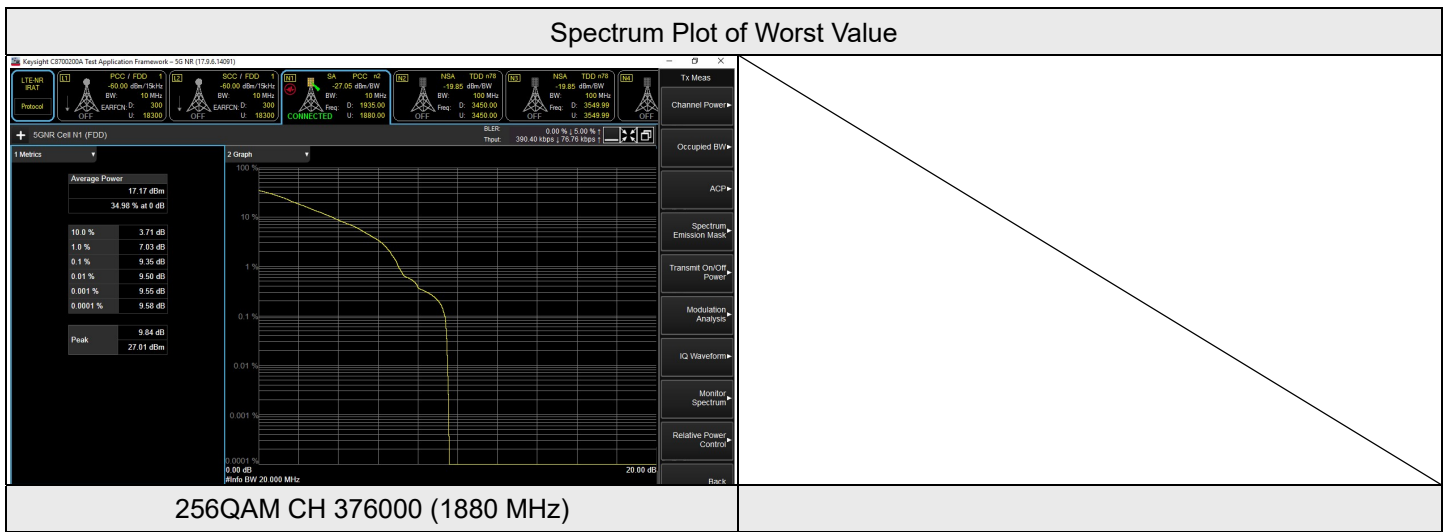 Spectrum Plot of Worst Value
Keysight C8700200A Test Application Framework – 5G NR (17.9.6.14091)
LTE-NR IRAT
Protocol
L1 PCC / FDD 1
-60.00 dBm/15kHz
BW: 10 MHz
EARFCN D: 300
U: 18300
OFF
L2 SCC / FDD 1
-60.00 dBm/15kHz
BW: 10 MHz
EARFCN D: 300
U: 18300
OFF
N1 SA PCC n2
-27.05 dBm/BW
BW: 10 MHz
Freq: D: 1935.00
CONNECTED U: 1880.00
N2 NSA TDD n78
-19.85 dBm/BW
BW: 100 MHz
Freq: D: 3450.00
OFF U: 3450.00
N3 NSA TDD n78
-19.85 dBm/BW
BW: 100 MHz
Freq: D: 3549.99
OFF U: 3549.99
N4
OFF
+ 5GNR Cell N1 (FDD)
BLER: 0.00 % ↓ 5.00 % ↑
Thput: 390.40 kbps ↓ 76.76 kbps ↑
1 Metrics
Average Power
17.17 dBm
34.98 % at 0 dB
10.0 % 3.71 dB
1.0 % 7.03 dB
0.1 % 9.35 dB
0.01 % 9.50 dB
0.001 % 9.55 dB
0.0001 % 9.58 dB
Peak 9.84 dB
27.01 dBm
2 Graph
100 %
10 %
1 %
0.1 %
0.01 %
0.001 %
0.0001 %
0.00 dB 20.00 dB
#Info BW 20.000 MHz
Tx Meas
Channel Power
Occupied BW
ACP
Spectrum
Emission Mask
Transmit On/Off
Power
Modulation
Analysis
IQ Waveform
Monitor
Spectrum
Relative Power
Control
Back
256QAM CH 376000 (1880 MHz)